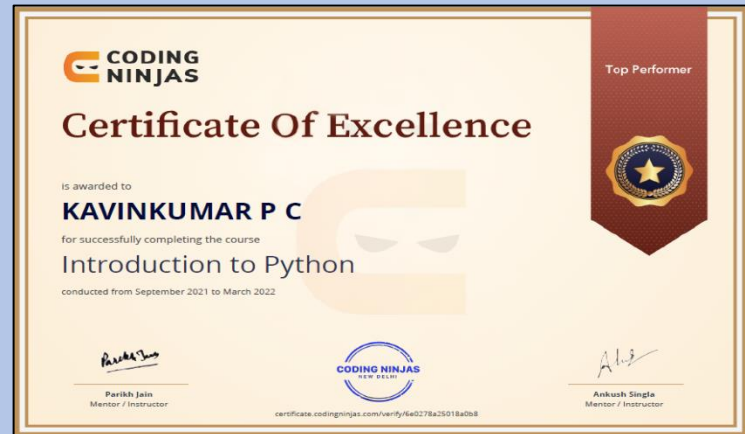 CODING
NINJAS
Top Performer
Certificate Of Excellence
is awarded to
KAVINKUMAR P C
for successfully completing the course
Introduction to Python
conducted from September 2021 to March 2022
Parikh Jain
CODING NINJAS
NEW DELHI
Parikh Jain
Mentor / Instructor
Ankush Singla
Mentor / Instructor
certificate.codingninjas.com/verify/6e0278a25018a0b8